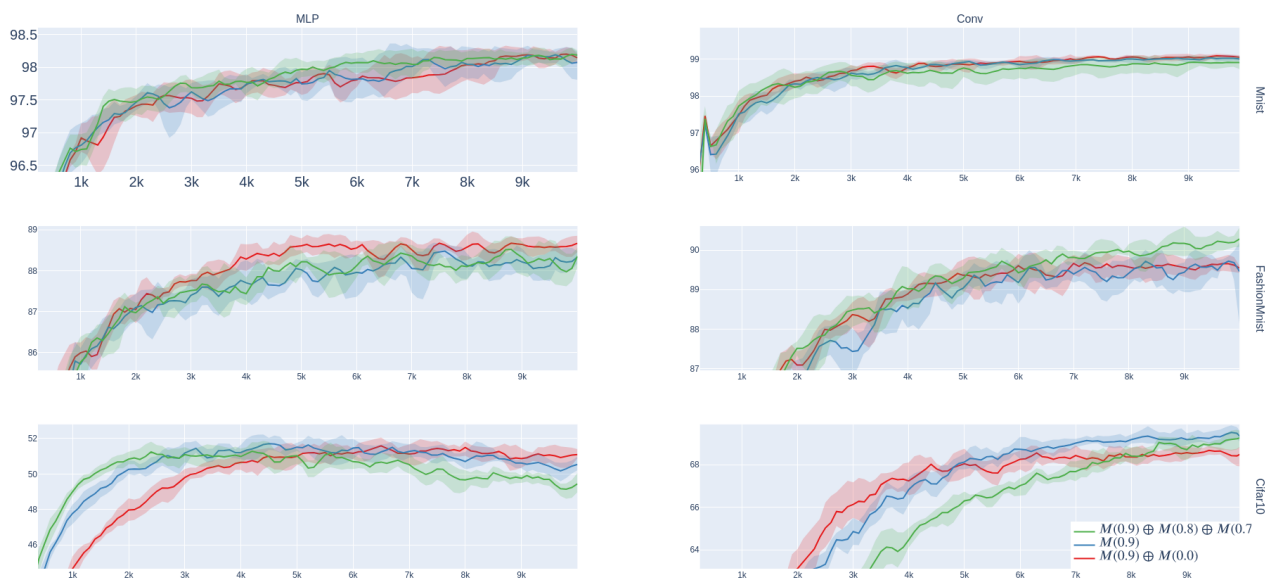 MLP
Conv
98.5
98
97.5
97
96.5
1k 2k 3k 4k 5k 6k 7k 8k 9k
99
98
97
96
1k 2k 3k 4k 5k 6k 7k 8k 9k
Mnist
89
88
87
86
1k 2k 3k 4k 5k 6k 7k 8k 9k
90
89
88
87
1k 2k 3k 4k 5k 6k 7k 8k 9k
FashionMnist
52
50
48
46
1k 2k 3k 4k 5k 6k 7k 8k 9k
68
66
64
1k 2k 3k 4k 5k 6k 7k 8k 9k
Cifar10
M(0.9) ⊕ M(0.8) ⊕ M(0.7
M(0.9)
M(0.9) ⊕ M(0.0)